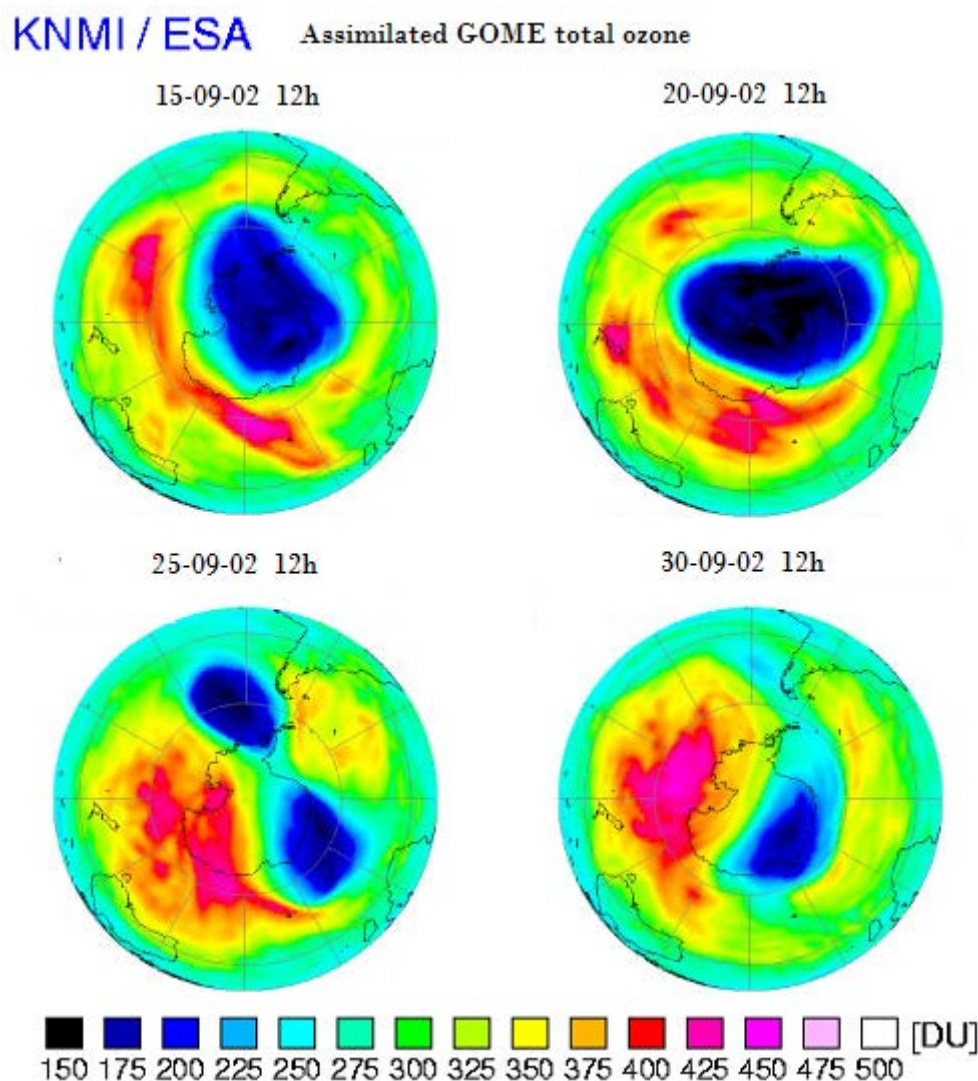 KNMI / ESA Assimilated GOME total ozone
15-09-02 12h 20-09-02 12h
25-09-02 12h 30-09-02 12h
[DU]
150 175 200 225 250 275 300 325 350 375 400 425 450 475 500